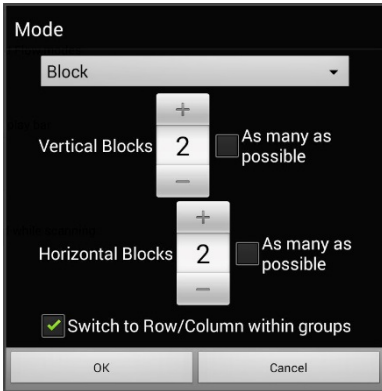 Mode
Block
+
Vertical Blocks 2 As many as possible
−
+
Horizontal Blocks 2 As many as possible
−
Switch to Row/Column within groups
OK Cancel